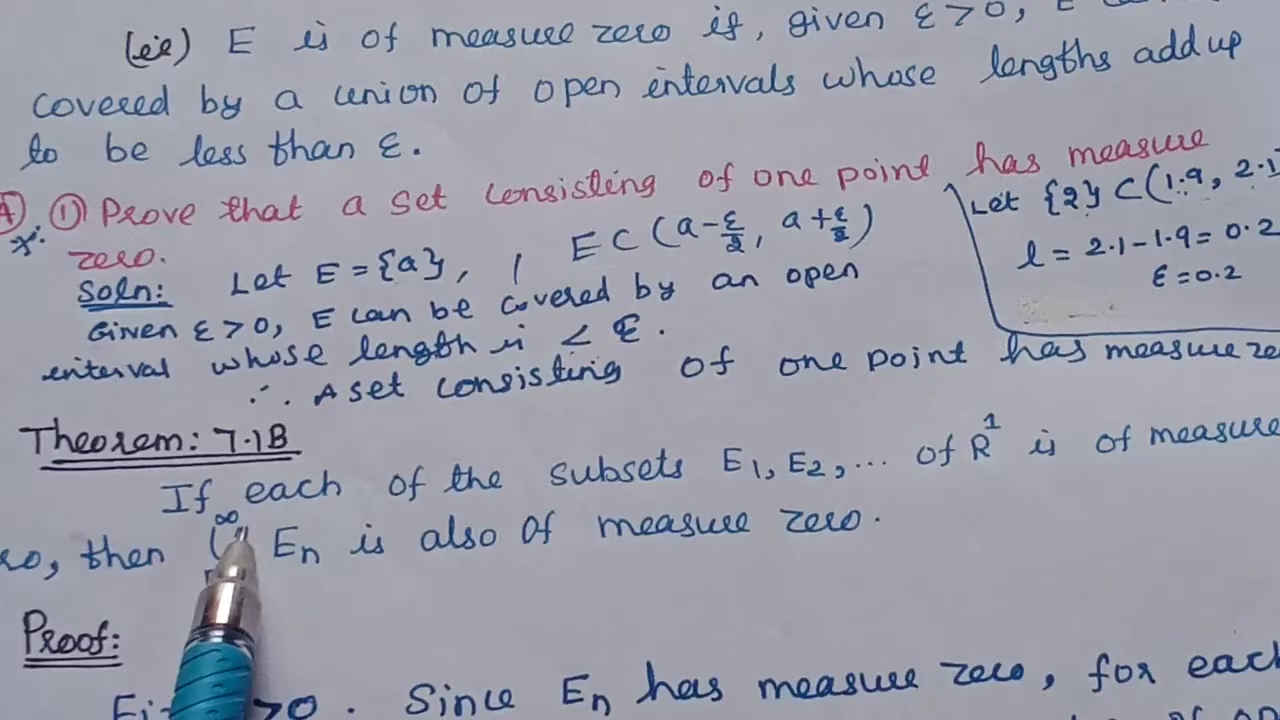 (ie) E is of measure zero if, given ε>0, E
covered by a union of open intervals whose lengths add up
to be less than ε.
① Prove that a set consisting of one point has measure
zero.
Soln: Let E = {a}, E ⊂ (a-ε/2, a+ε/2)
Given ε>0, E can be covered by an open
interval whose length is < ε.
∴ A set consisting of one point has measure ze
Let {2} ⊂ (1.9, 2.1
l = 2.1-1.9 = 0.2
ε = 0.2
Theorem: 7.1B
If each of the subsets E1, E2, ... of R¹ is of measure
ro, then ∞ En is also of measure zero.
Proof:
>0. Since En has measure zero, for each